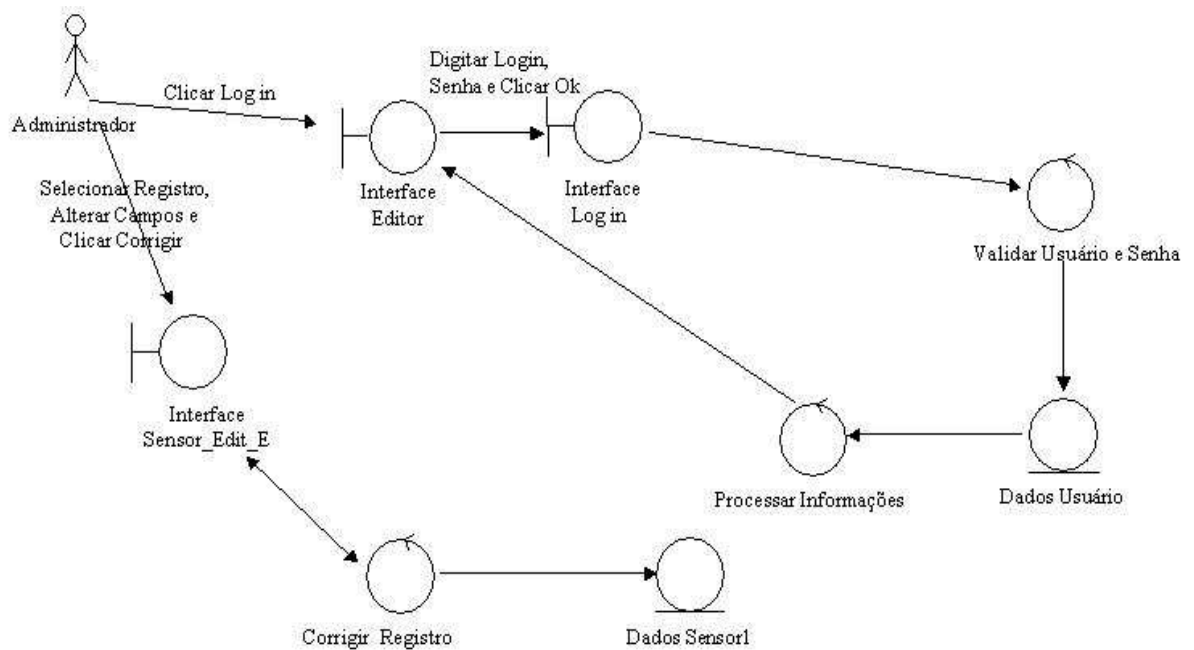 Administrador
Clicar Log in
Digitar Login,
Senha e Clicar Ok
Interface
Editor
Interface
Log in
Validar Usuário e Senha
Selecionar Registro,
Alterar Campos e
Clicar Corrigir
Interface
Sensor_Edit_E
Processar Informações
Dados Usuário
Corrigir Registro
Dados Sensor1